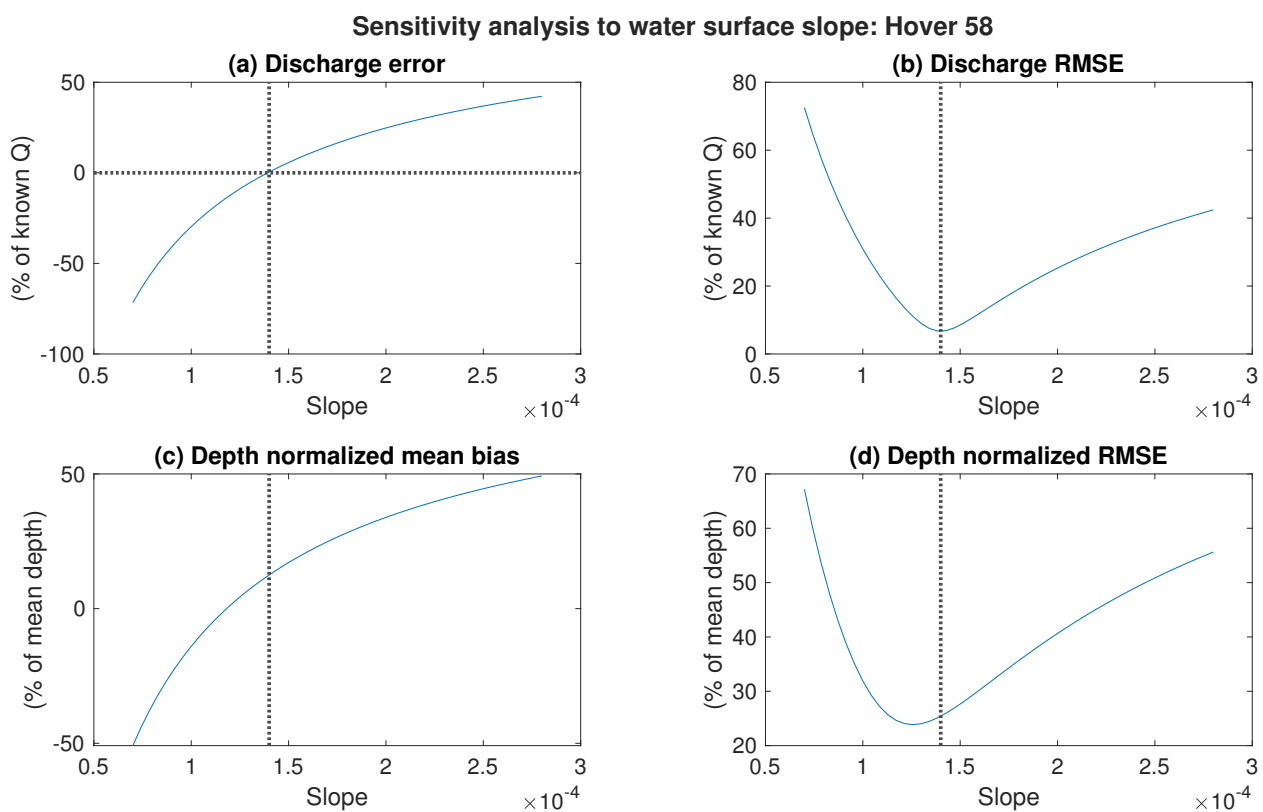 Sensitivity analysis to water surface slope: Hover 58
(a) Discharge error
(% of known Q)
50
0
-50
-100
0.5 1 1.5 2 2.5 3
Slope
×10-4
(b) Discharge RMSE
(% of known Q)
80
60
40
20
0
0.5 1 1.5 2 2.5 3
Slope
×10-4
(c) Depth normalized mean bias
(% of mean depth)
50
0
-50
0.5 1 1.5 2 2.5 3
Slope
×10-4
(d) Depth normalized RMSE
(% of mean depth)
70
60
50
40
30
20
0.5 1 1.5 2 2.5 3
Slope
×10-4